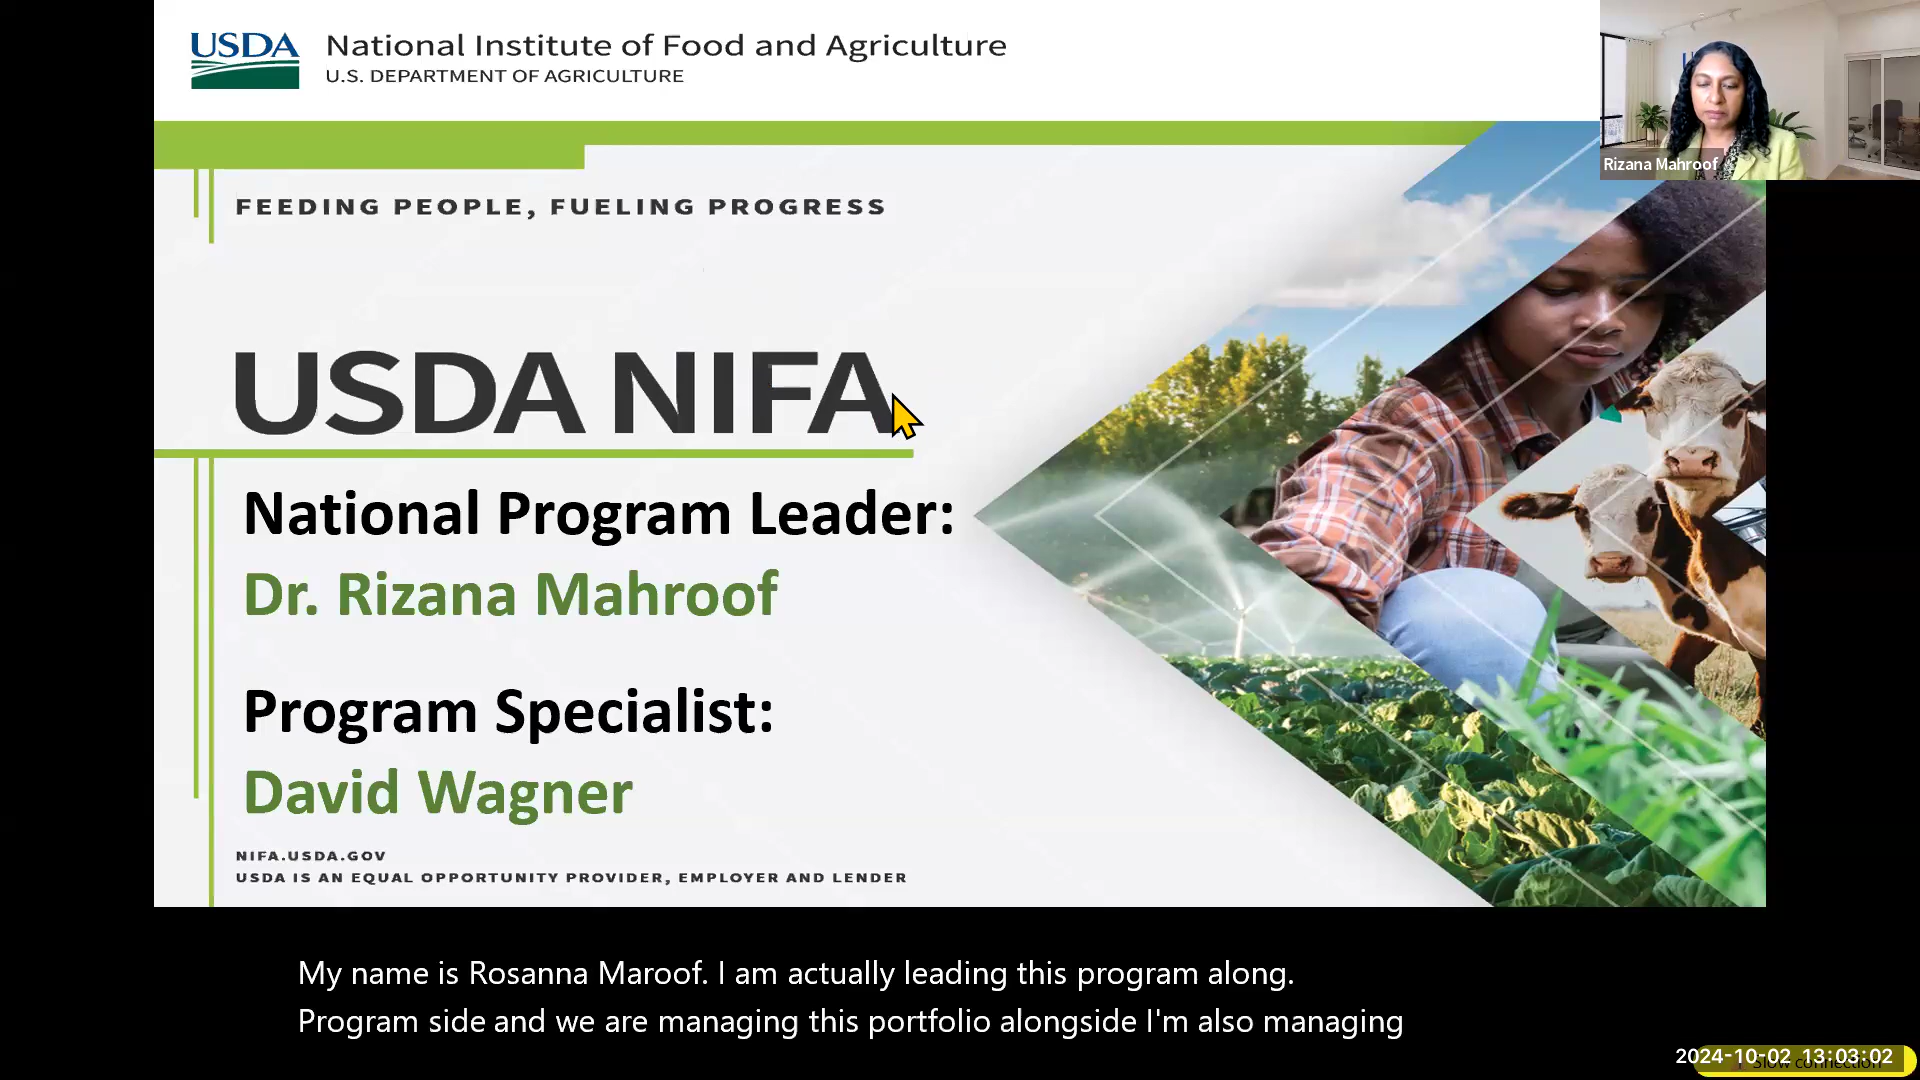 USDA
National Institute of Food and Agriculture
U.S. DEPARTMENT OF AGRICULTURE
Rizana Mahroof
FEEDING PEOPLE, FUELING PROGRESS
USDA NIFA
National Program Leader:
Dr. Rizana Mahroof
Program Specialist:
David Wagner
NIFA.USDA.GOV
USDA IS AN EQUAL OPPORTUNITY PROVIDER, EMPLOYER AND LENDER
My name is Rosanna Maroof. I am actually leading this program along.
Program side and we are managing this portfolio alongside I'm also managing
2024-10-02 13:03:02
Slow connection